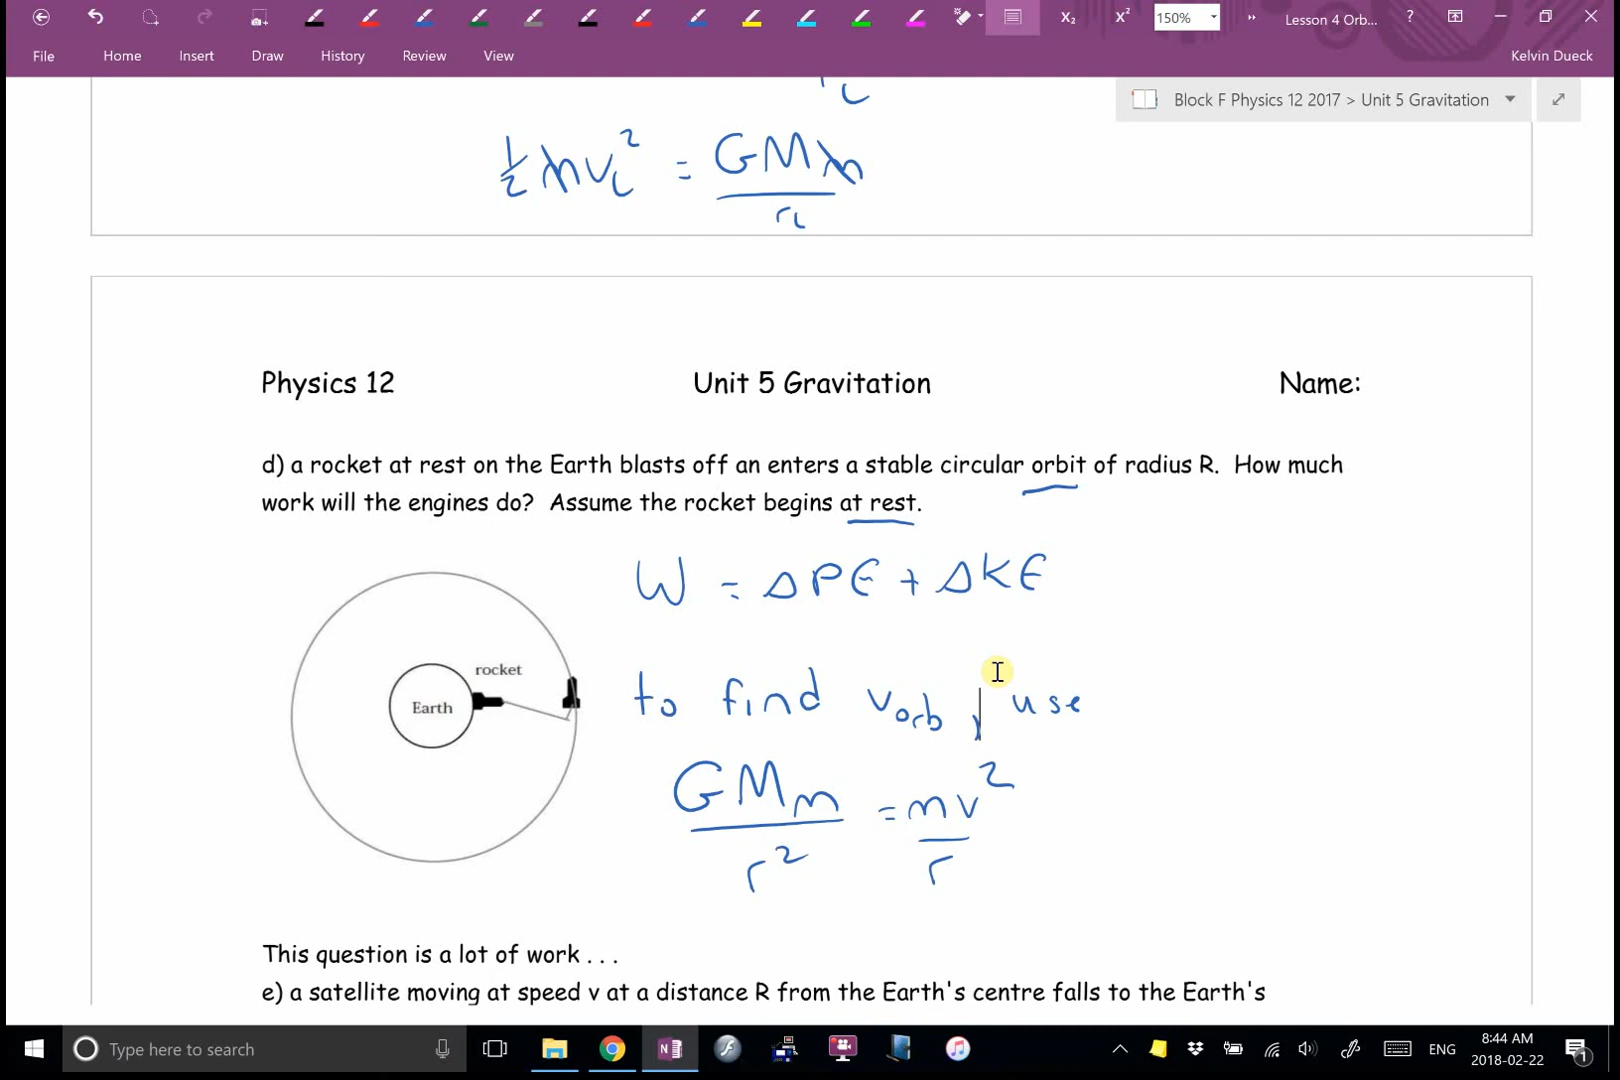 X₂ X² 150% Lesson 4 Orb... ?
File Home Insert Draw History Review View Kelvin Dueck
Block F Physics 12 2017 > Unit 5 Gravitation
½mv² = GMm
Physics 12 Unit 5 Gravitation Name:
d) a rocket at rest on the Earth blasts off an enters a stable circular orbit of radius R. How much
work will the engines do? Assume the rocket begins at rest.
W = ΔPE + ΔKE
rocket
Earth
to find vorb, use
GMm/r² = mv²/r
This question is a lot of work . . .
e) a satellite moving at speed v at a distance R from the Earth's centre falls to the Earth's
Type here to search
ENG
8:44 AM
2018-02-22
1